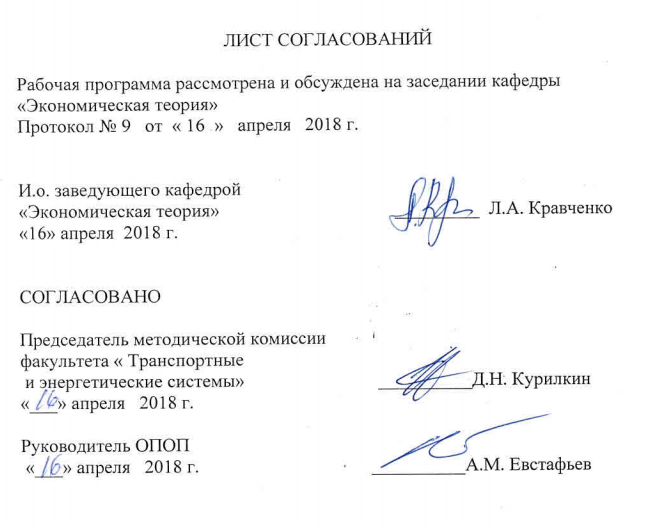 ЛИСТ СОГЛАСОВАНИЙ
Рабочая программа рассмотрена и обсуждена на заседании кафедры
«Экономическая теория»
Протокол № 9 от « 16 » апреля 2018 г.
И.о. заведующего кафедрой
«Экономическая теория»
«16» апреля 2018 г.
Л.А. Кравченко
СОГЛАСОВАНО
Председатель методической комиссии
факультета « Транспортные
и энергетические системы»
Д.Н. Курилкин
«16» апреля 2018 г.
Руководитель ОПОП
«16» апреля 2018 г.
А.М. Евстафьев